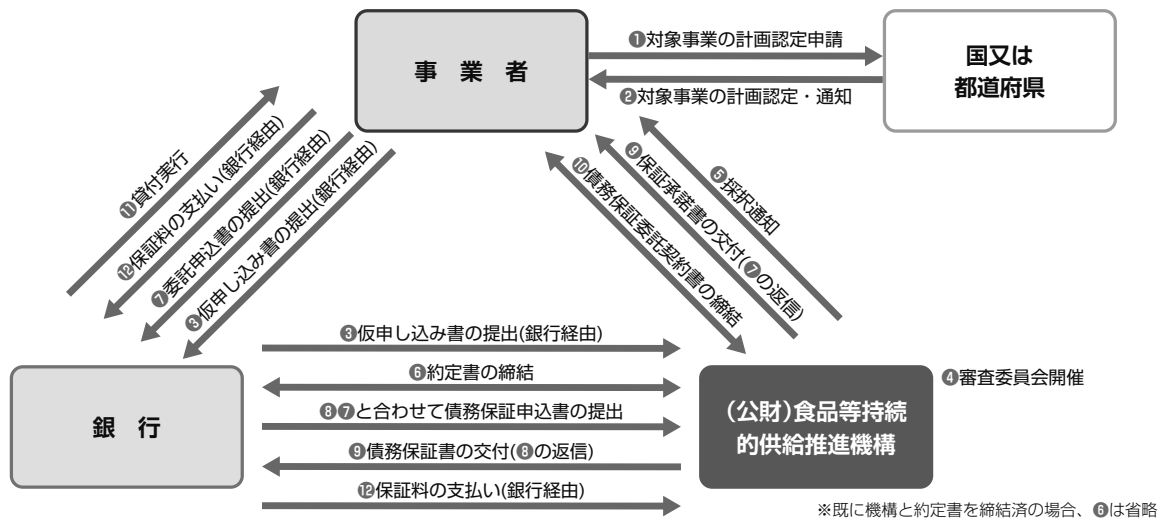 事 業 者
❶対象事業の計画認定申請
❷対象事業の計画認定・通知
国又は
都道府県
⓫貸付実行
⓬保証料の支払い(銀行経由)
❼委託申込書の提出(銀行経由)
❸仮申し込み書の提出(銀行経由)
❿債務保証委託契約書の締結
❾保証承諾書の交付(❼の返信)
❺採択通知
銀 行
❸仮申し込み書の提出(銀行経由)
❻約定書の締結
❽❼と合わせて債務保証申込書の提出
❾債務保証書の交付(❽の返信)
⓬保証料の支払い(銀行経由)
(公財)食品等持続
的供給推進機構
❹審査委員会開催
※既に機構と約定書を締結済の場合、❻は省略